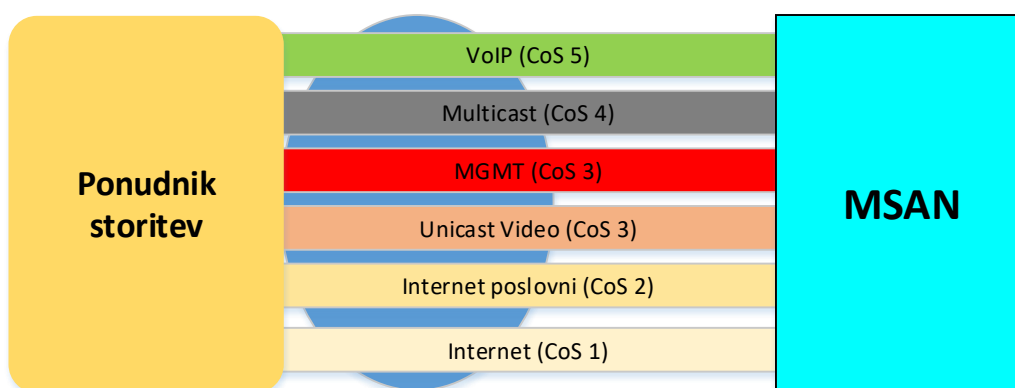 Ponudnik
storitev
VoIP (CoS 5)
Multicast (CoS 4)
MGMT (CoS 3)
Unicast Video (CoS 3)
Internet poslovni (CoS 2)
Internet (CoS 1)
MSAN